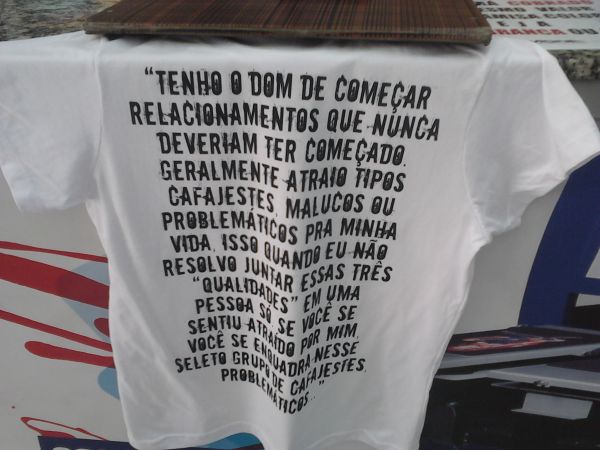 "TENHO O DOM DE COMEÇAR
RELACIONAMENTOS QUE NUNCA
DEVERIAM TER COMEÇADO.
GERALMENTE ATRAIO TIPOS
CAFAJESTES, MALUCOS OU
PROBLEMÁTICOS PRA MINHA
VIDA, ISSO QUANDO EU NÃO
RESOLVO JUNTAR ESSAS TRÊS
"QUALIDADES" EM UMA
PESSOA SÓ. SE VOCÊ SE
SENTIU ATRAÍDO POR MIM,
VOCÊ SE ENQUADRA NESSE
SELETO GRUPO DE CAFAJESTES,
PROBLEMÁTICOS..."